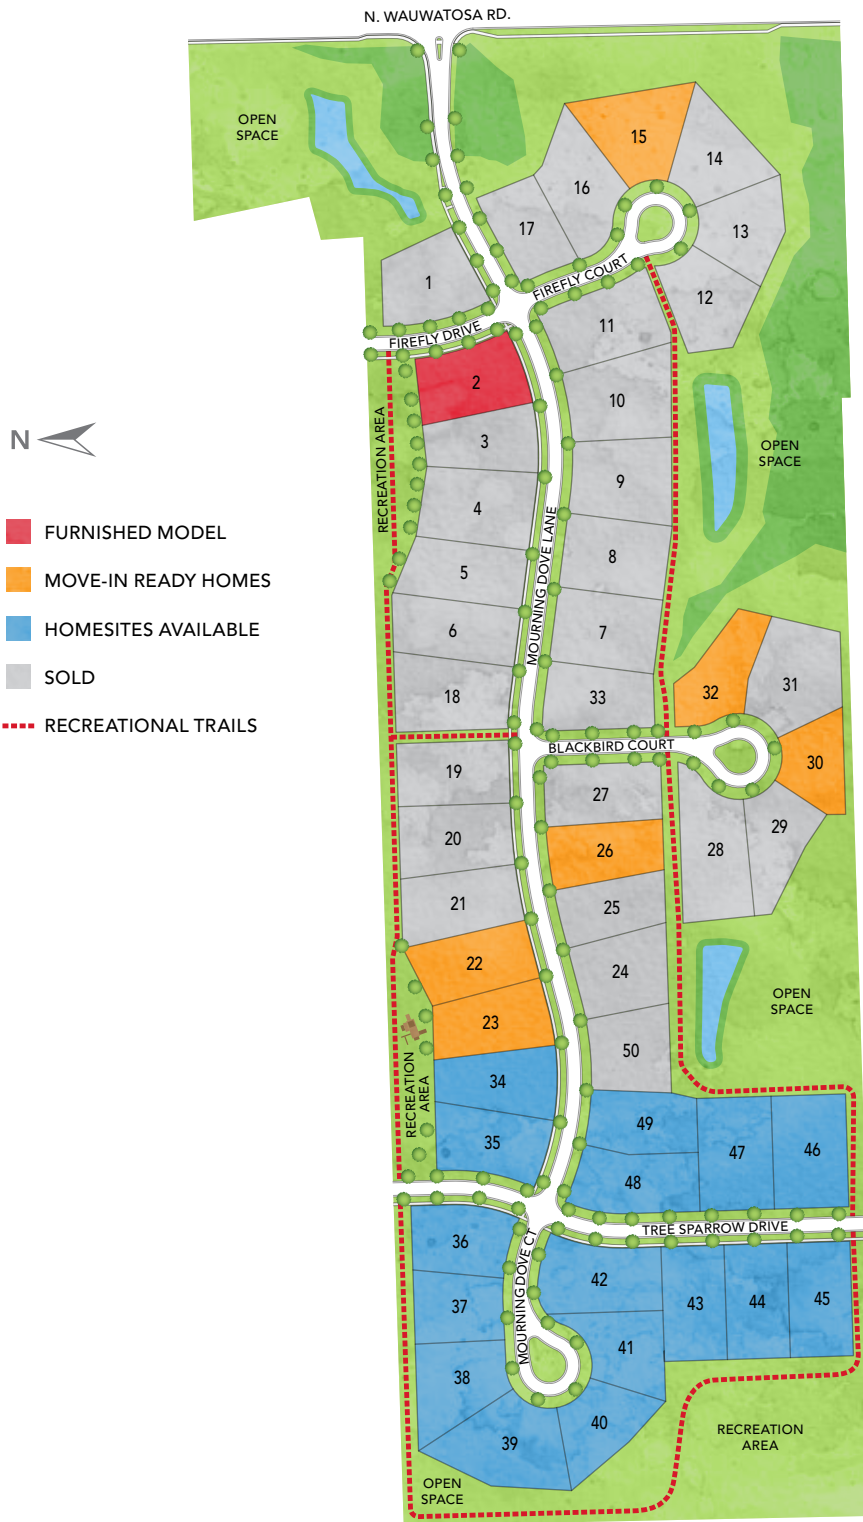 N. WAUWATOSA RD.
OPEN
SPACE
15
14
16
13
17
12
1
FIREFLY COURT
11
FIREFLY DRIVE
2
10
RECREATION AREA
3
N
OPEN
SPACE
9
4
FURNISHED MODEL
8
MOVE-IN READY HOMES
5
MOURNING DOVE LANE
HOMESITES AVAILABLE
6
7
SOLD
18
33
32
31
RECREATIONAL TRAILS
BLACKBIRD COURT
30
19
27
20
26
28
29
21
25
22
24
OPEN
SPACE
23
50
RECREATION
AREA
34
35
49
47
46
48
36
TREE SPARROW DRIVE
MOURNING DOVE CT
42
37
43
44
45
41
38
40
39
RECREATION
AREA
OPEN
SPACE